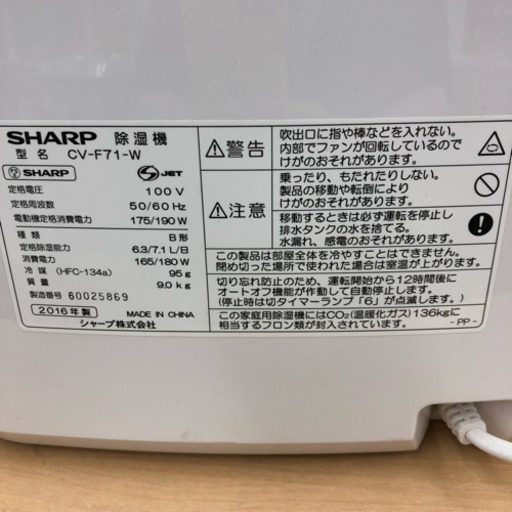 SHARP 除湿機
型名 CV-F71-W
SHARP JET
定格電圧 100V
定格周波数 50/60Hz
電動機定格消費電力 175/190W
種類 B形
定格除湿能力 6.3/7.1L/日
消費電力 165/180W
冷媒 (HFC-134a) 95g
質量 9.0kg
製造番号 60025869
2016年製 MADE IN CHINA
シャープ株式会社
警告
吹出口に指や棒などを入れない。
内部でファンが回転しているので
けがのおそれがあります。
注意
乗ったり、もたれたりしない。
製品の移動や転倒により
けがのおそれがあります。
移動するときは必ず運転を停止し
排水タンクの水を捨てる。
水漏れ、感電のおそれがあります。
この製品は部屋全体を冷やすことはできません。
閉め切った場所で使われた場合は室温が上がります。
切り忘れ防止のため、運転開始から12時間後に
オートオフ機能が作動して自動停止します。
(停止時は切タイマーランプ「6」が点滅します。)
この家庭用除湿機にはCO₂(温暖化ガス)136kgに
相当するフロン類が封入されています。
-PP-